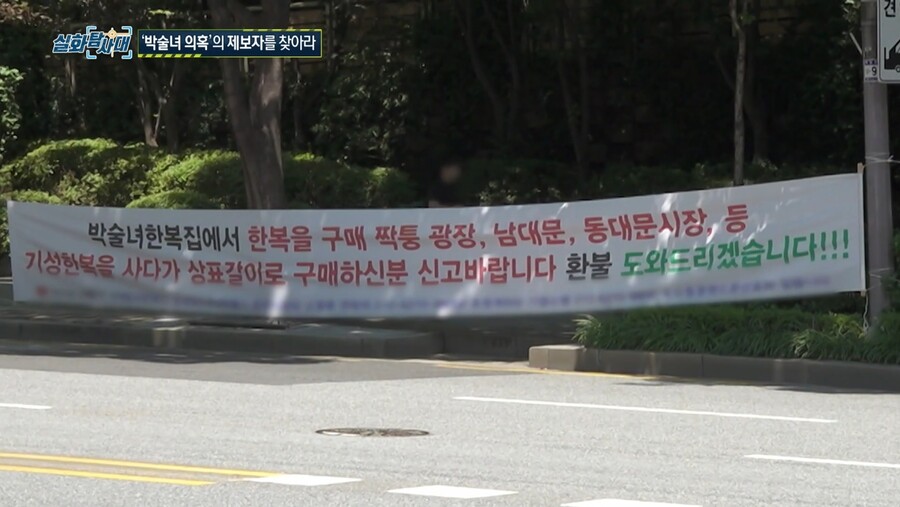 실화탐사대
'박술녀 의혹'의 제보자를 찾아라
견
9
박술녀한복집에서 한복을 구매 짝퉁 광장, 남대문, 동대문시장, 등
기성한복을 사다가 상표갈이로 구매하신분 신고바랍니다 환불 도와드리겠습니다!!!